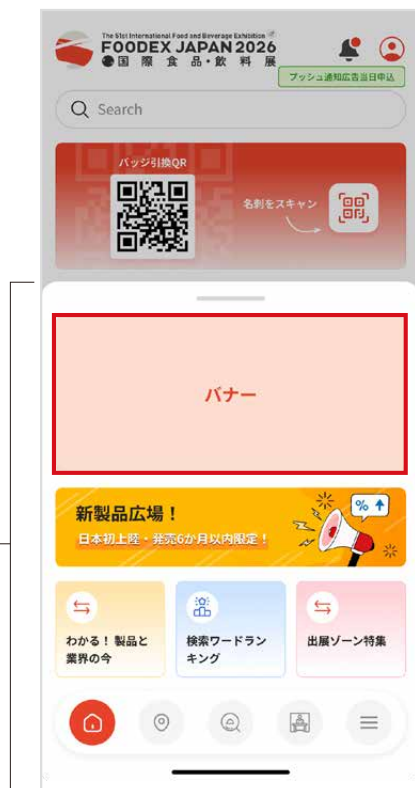 The 51st International Food and Beverage Exhibition
FOODEX JAPAN 2026
国際食品・飲料展
プッシュ通知広告当日申込
Search
バッジ引換QR
名刺をスキャン
バナー
新製品広場！
日本初上陸・発売6か月以内限定！
%
わかる！製品と
業界の今
検索ワードラン
キング
出展ゾーン特集